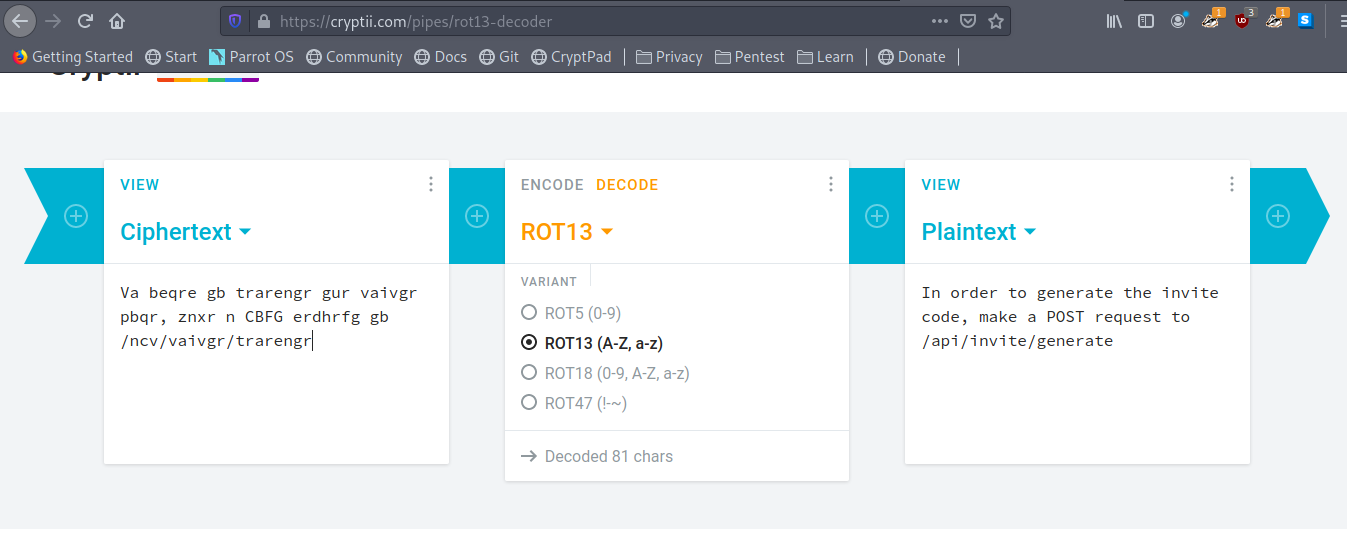 https://cryptii.com/pipes/rot13-decoder
1
3
1
S
Getting Started Start Parrot OS Community Docs Git CryptPad Privacy Pentest Learn Donate
VIEW
Ciphertext
Va beqre gb trarengr gur vaivgr
pbqr, znxr n CBFG erdhrfg gb
/ncv/vaivgr/trarengr
ENCODE DECODE
ROT13
VARIANT
ROT5 (0-9)
ROT13 (A-Z, a-z)
ROT18 (0-9, A-Z, a-z)
ROT47 (!-~)
Decoded 81 chars
VIEW
Plaintext
In order to generate the invite
code, make a POST request to
/api/invite/generate